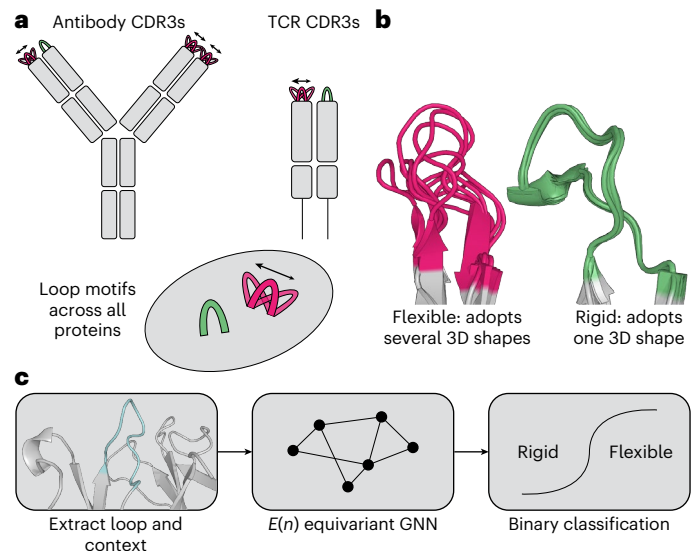 a
Antibody CDR3s
TCR CDR3s
b
Loop motifs
across all
proteins
Flexible: adopts
several 3D shapes
Rigid: adopts
one 3D shape
c
Rigid
Flexible
Extract loop and
context
E(n) equivariant GNN
Binary classification